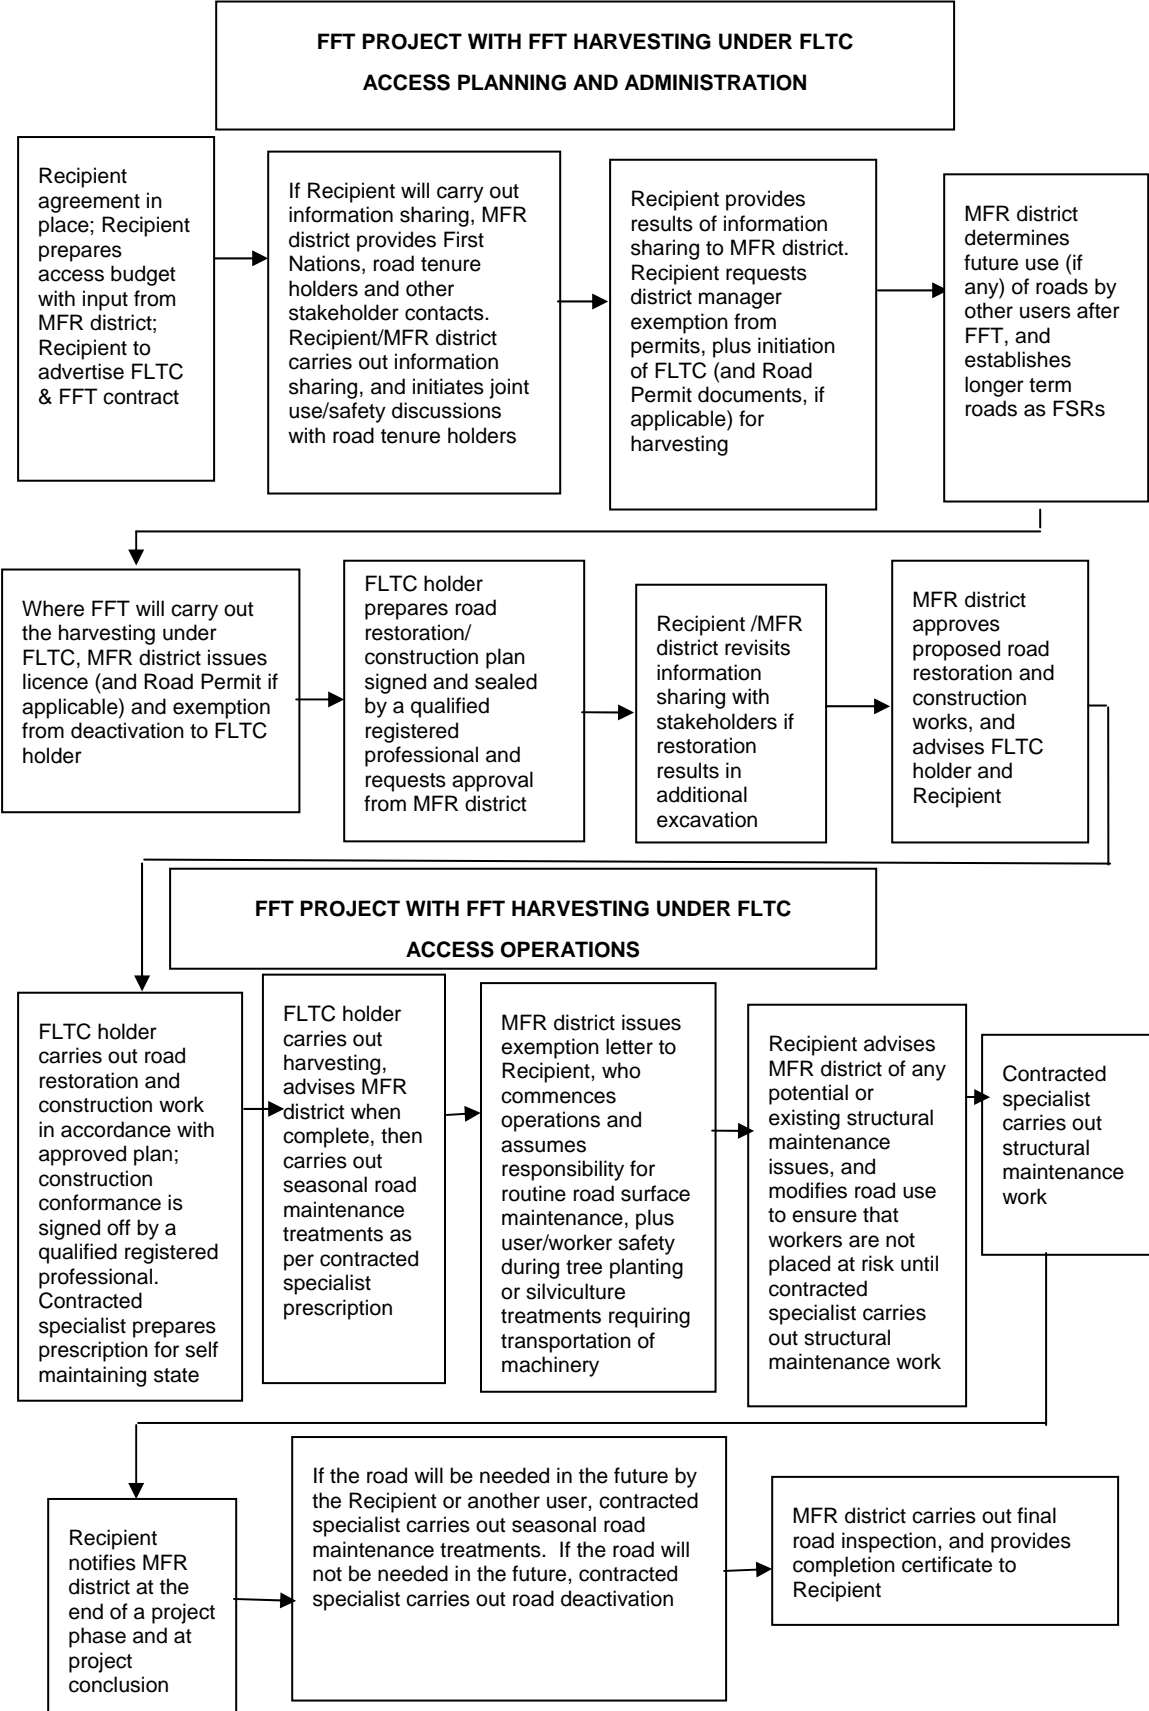 FFT PROJECT WITH FFT HARVESTING UNDER FLTC
ACCESS PLANNING AND ADMINISTRATION
Recipient
agreement in
place; Recipient
prepares
access budget
with input from
MFR district;
Recipient to
advertise FLTC
& FFT contract
If Recipient will carry out
information sharing, MFR
district provides First
Nations, road tenure
holders and other
stakeholder contacts.
Recipient/MFR district
carries out information
sharing, and initiates joint
use/safety discussions
with road tenure holders
Recipient provides
results of information
sharing to MFR district.
Recipient requests
district manager
exemption from
permits, plus initiation
of FLTC (and Road
Permit documents, if
applicable) for
harvesting
MFR district
determines
future use (if
any) of roads by
other users after
FFT, and
establishes
longer term
roads as FSRs
Where FFT will carry out
the harvesting under
FLTC, MFR district issues
licence (and Road Permit if
applicable) and exemption
from deactivation to FLTC
holder
FLTC holder
prepares road
restoration/
construction plan
signed and sealed
by a qualified
registered
professional and
requests approval
from MFR district
Recipient /MFR
district revisits
information
sharing with
stakeholders if
restoration
results in
additional
excavation
MFR district
approves
proposed road
restoration and
construction
works, and
advises FLTC
holder and
Recipient
FFT PROJECT WITH FFT HARVESTING UNDER FLTC
ACCESS OPERATIONS
FLTC holder
carries out road
restoration and
construction work
in accordance with
approved plan;
construction
conformance is
signed off by a
qualified registered
professional.
Contracted
specialist prepares
prescription for self
maintaining state
FLTC holder
carries out
harvesting,
advises MFR
district when
complete, then
carries out
seasonal road
maintenance
treatments as
per contracted
specialist
prescription
MFR district issues
exemption letter to
Recipient, who
commences
operations and
assumes
responsibility for
routine road surface
maintenance, plus
user/worker safety
during tree planting
or silviculture
treatments requiring
transportation of
machinery
Recipient advises
MFR district of any
potential or
existing structural
maintenance
issues, and
modifies road use
to ensure that
workers are not
placed at risk until
contracted
specialist carries
out structural
maintenance work
Contracted
specialist
carries out
structural
maintenance
work
Recipient
notifies MFR
district at the
end of a project
phase and at
project
conclusion
If the road will be needed in the future by
the Recipient or another user, contracted
specialist carries out seasonal road
maintenance treatments. If the road will
not be needed in the future, contracted
specialist carries out road deactivation
MFR district carries out final
road inspection, and provides
completion certificate to
Recipient